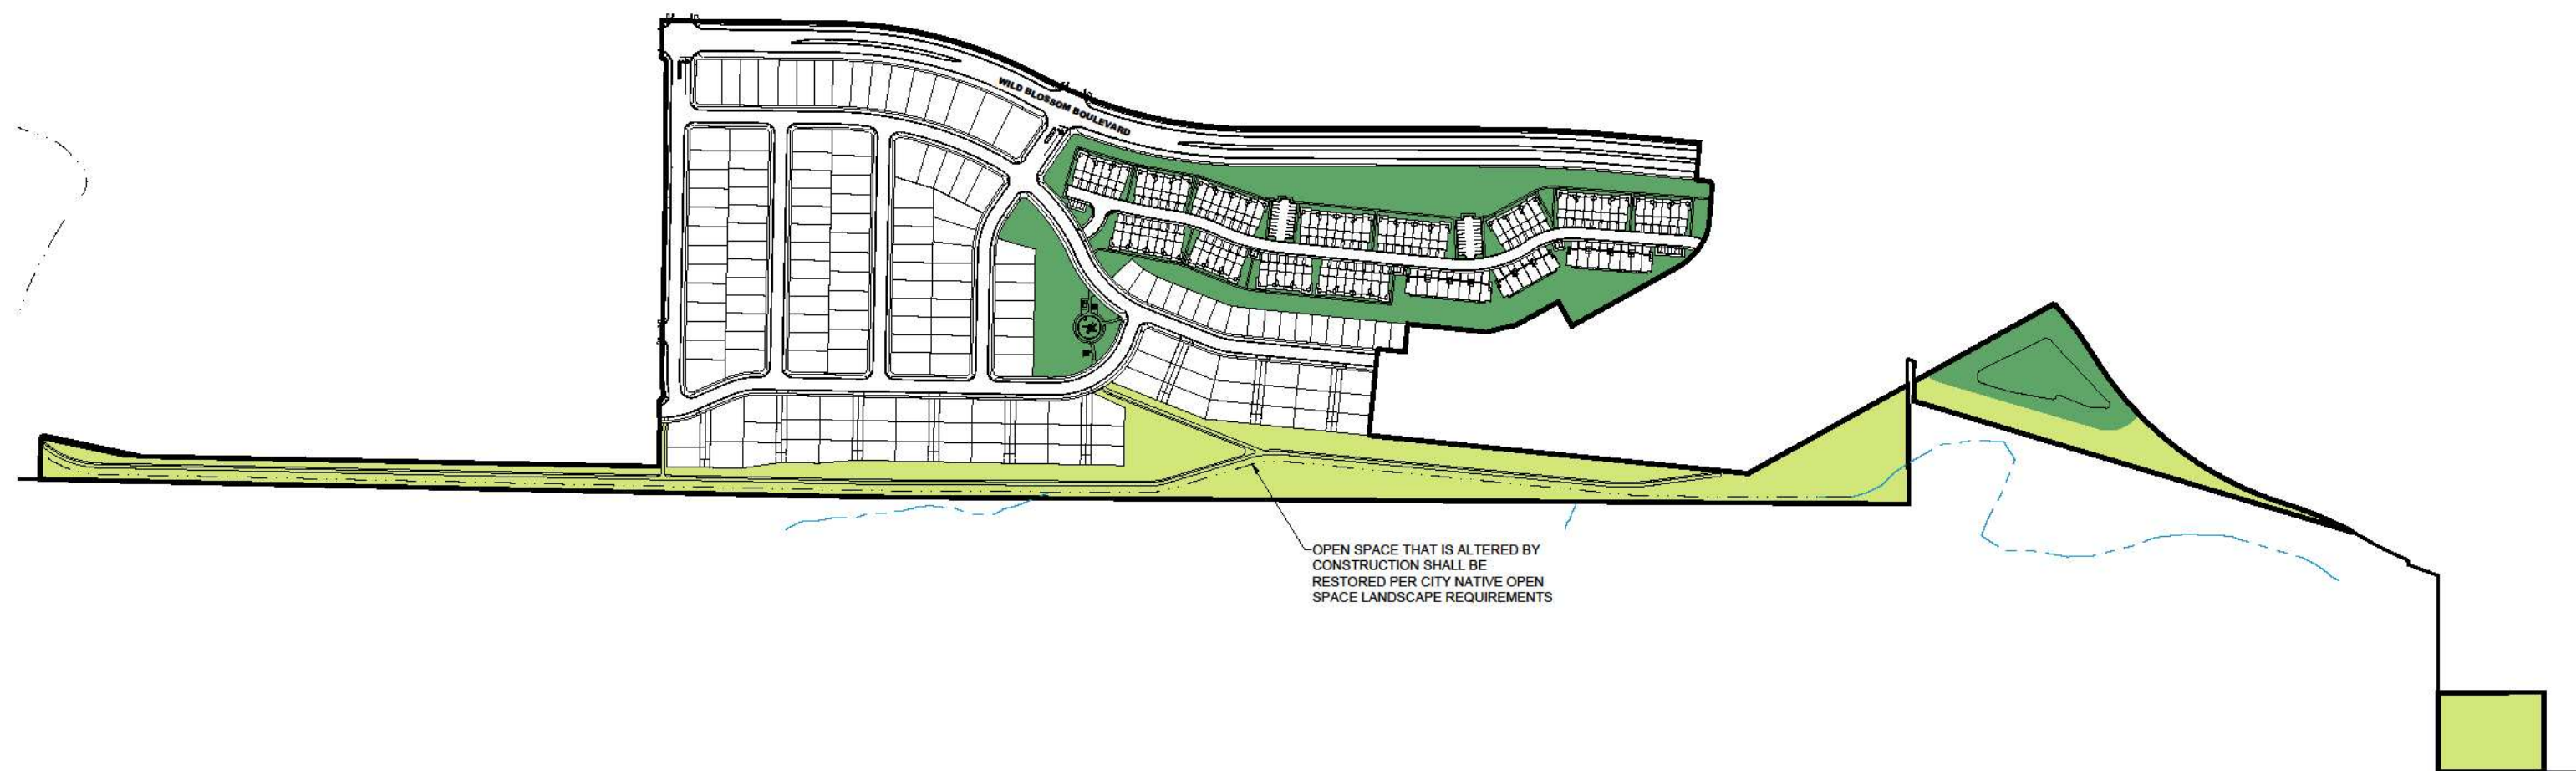 WILD BLOSSOM BOULEVARD
OPEN SPACE THAT IS ALTERED BY
CONSTRUCTION SHALL BE
RESTORED PER CITY NATIVE OPEN
SPACE LANDSCAPE REQUIREMENTS